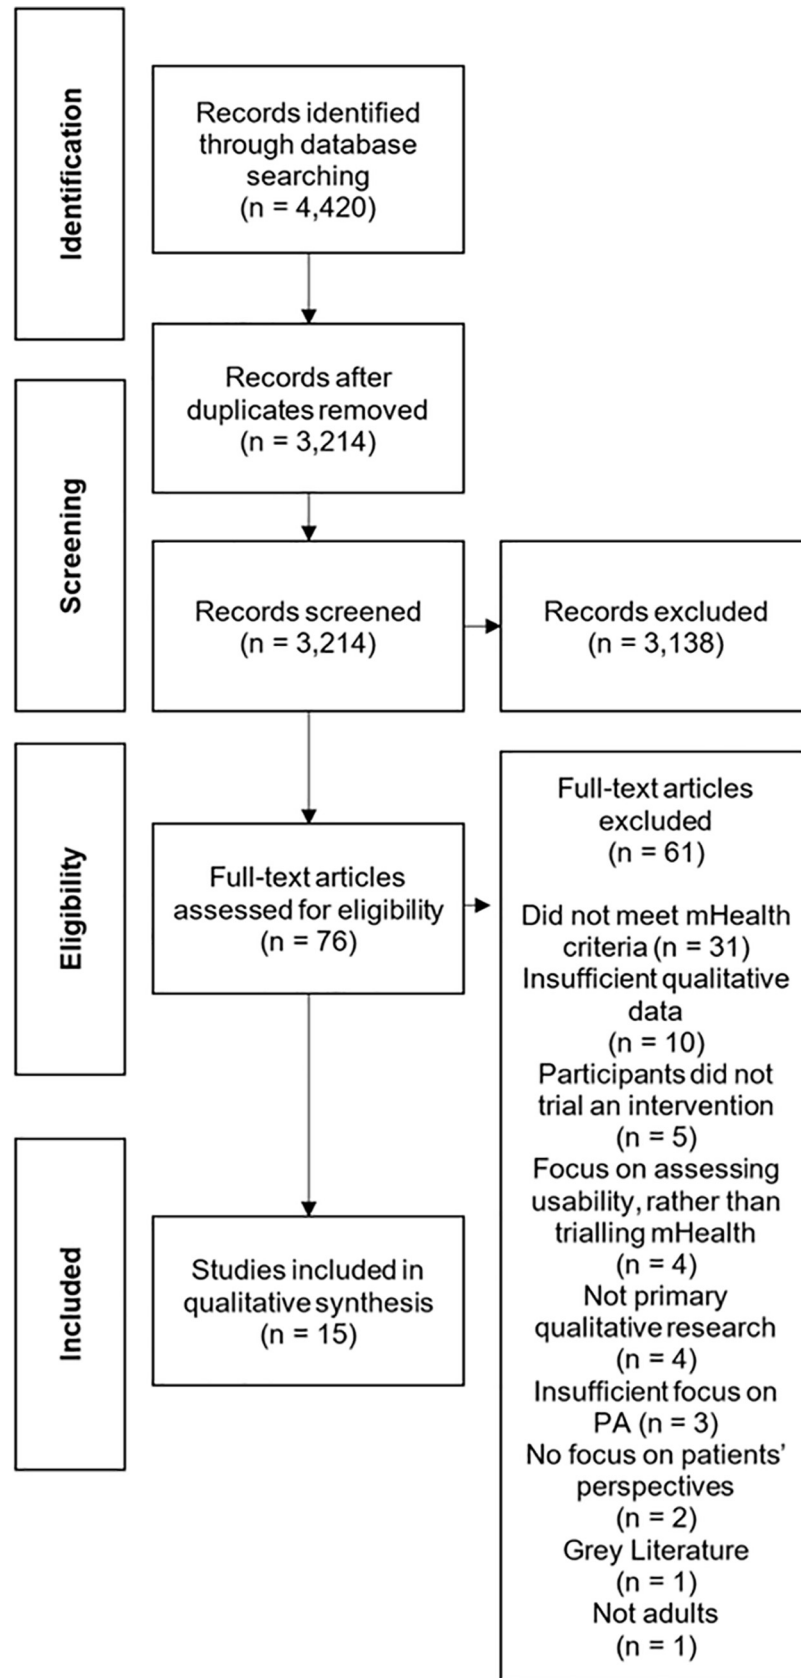 Identification
Records identified
through database
searching
(n = 4,420)
Records after
duplicates removed
(n = 3,214)
Screening
Records screened
(n = 3,214)
Records excluded
(n = 3,138)
Eligibility
Full-text articles
assessed for eligibility
(n = 76)
Full-text articles
excluded
(n = 61)
Did not meet mHealth
criteria (n = 31)
Insufficient qualitative
data
(n = 10)
Participants did not
trial an intervention
(n = 5)
Focus on assessing
usability, rather than
trialling mHealth
(n = 4)
Not primary
qualitative research
(n = 4)
Insufficient focus on
PA (n = 3)
No focus on patients’
perspectives
(n = 2)
Grey Literature
(n = 1)
Not adults
(n = 1)
Included
Studies included in
qualitative synthesis
(n = 15)